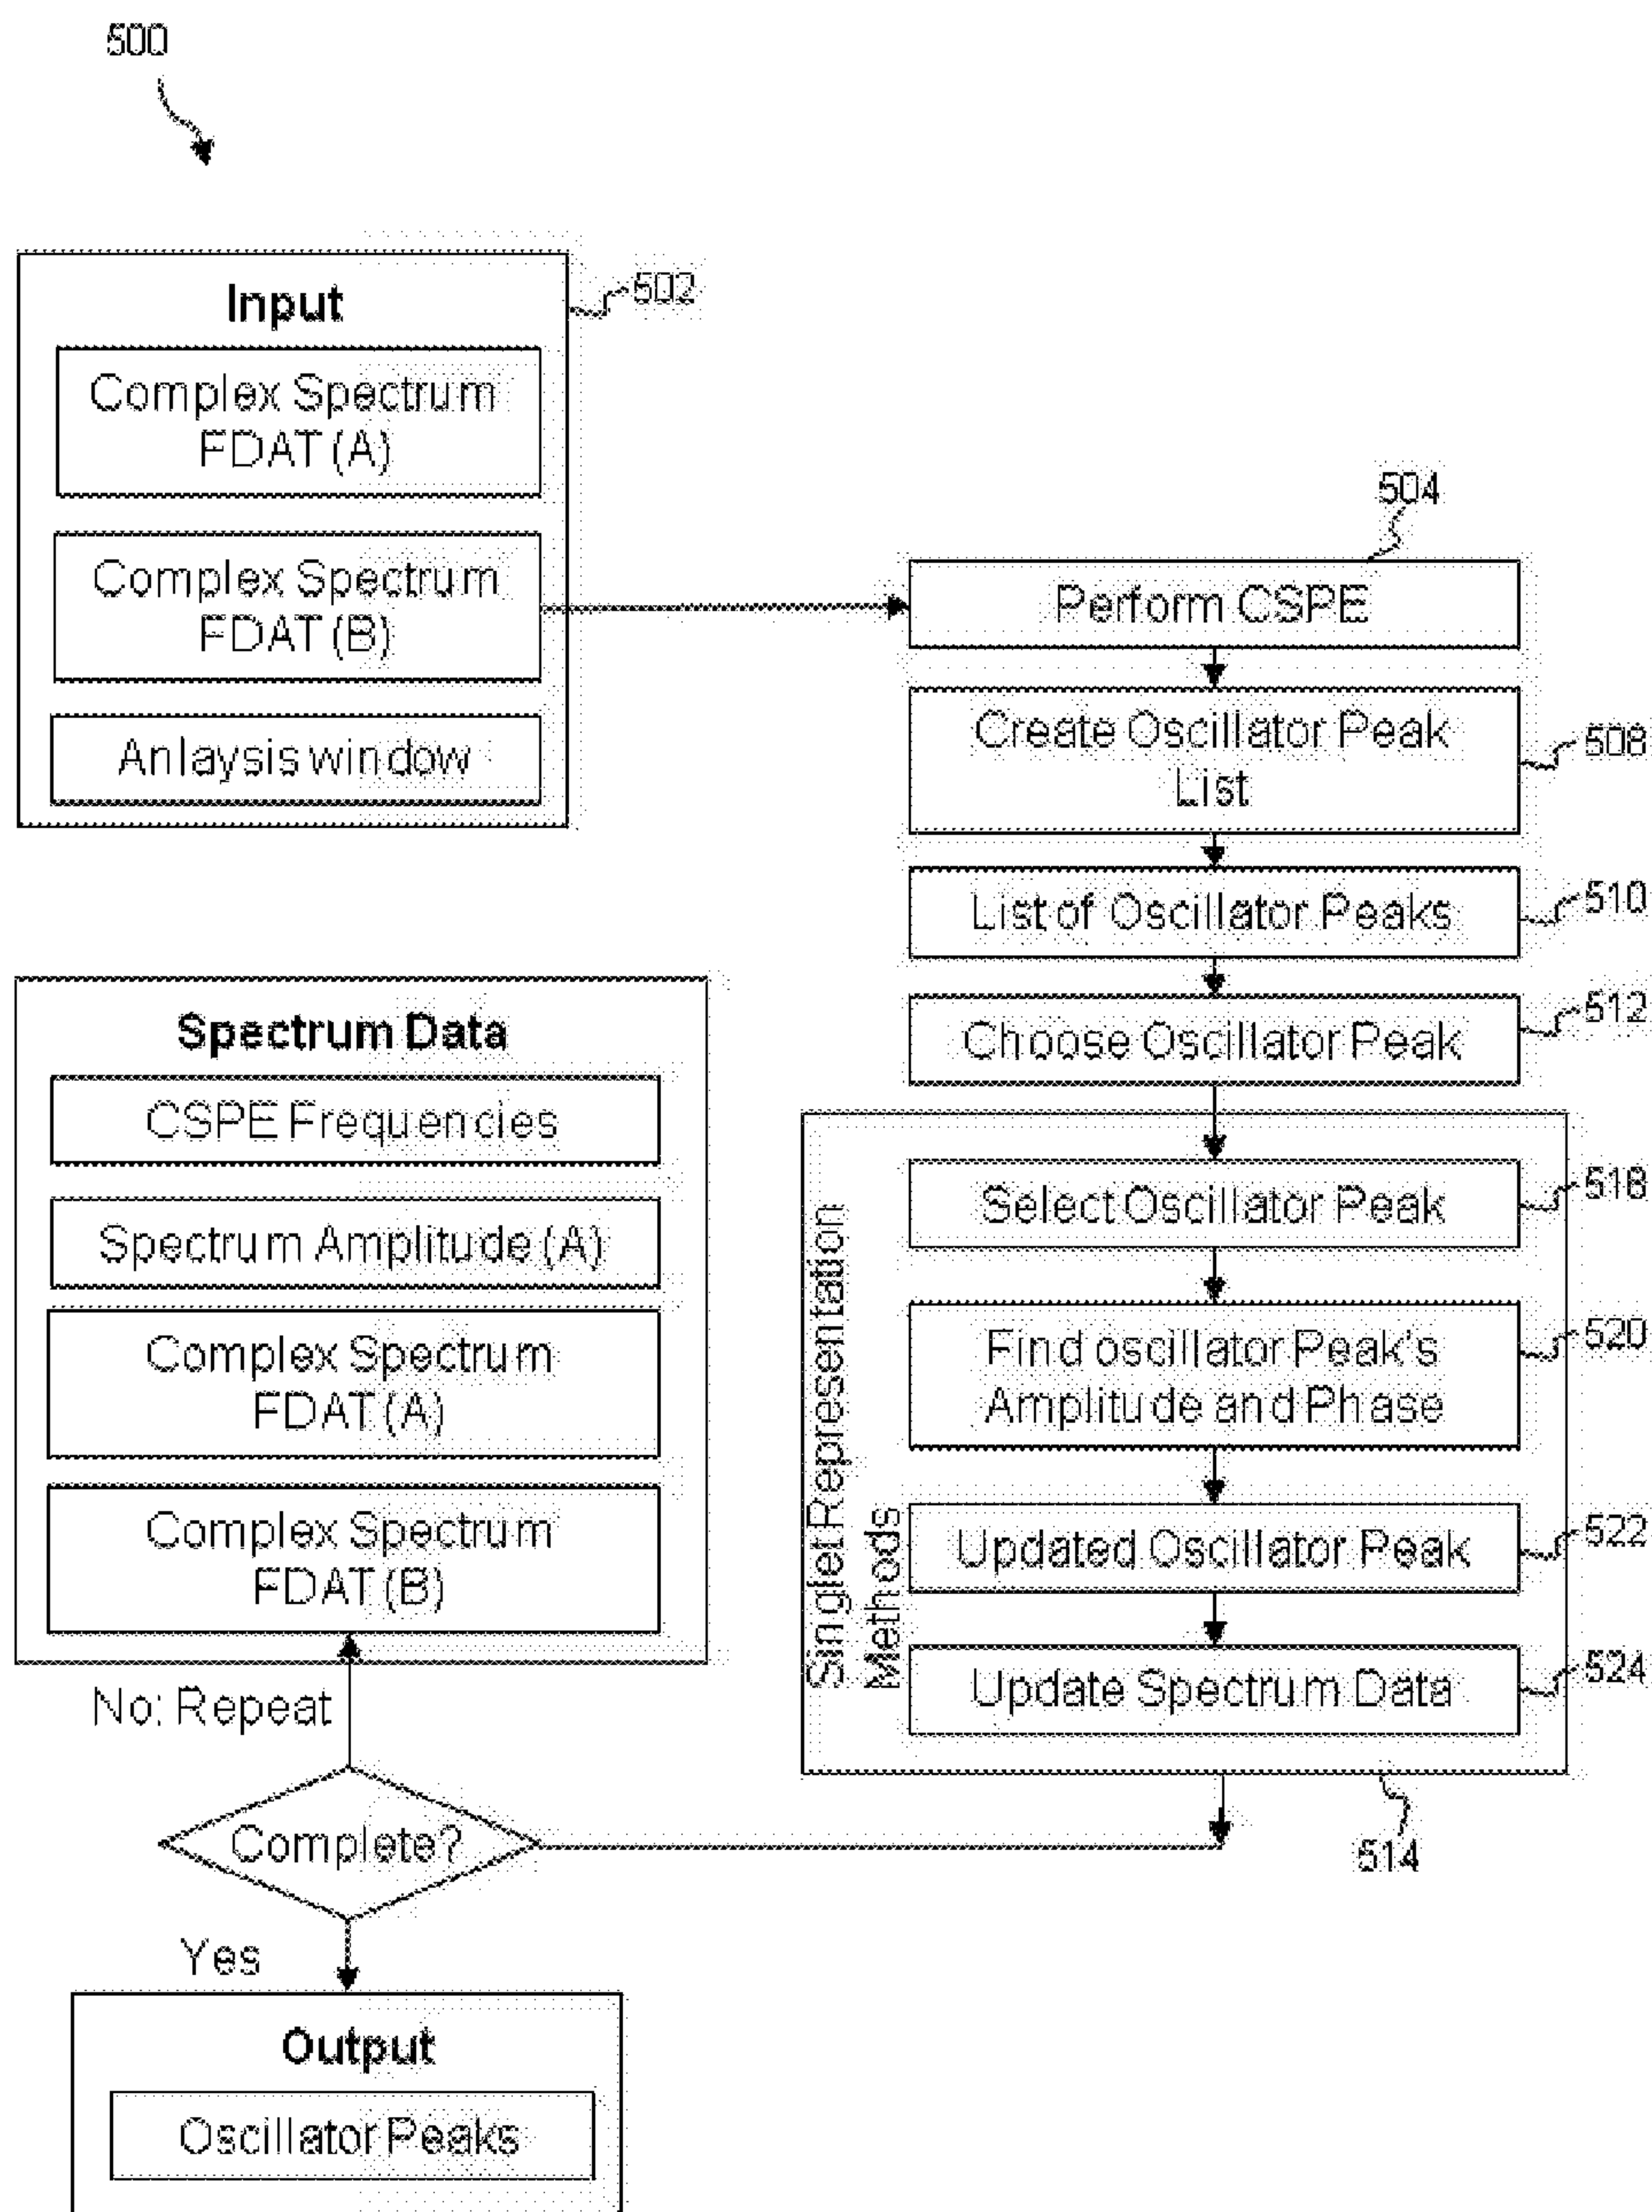 500
Input
502
Complex Spectrum
FDAT (A)
Complex Spectrum
FDAT (B)
Anlaysis window
504
Perform CSPE
Create Oscillator Peak
List
508
List of Oscillator Peaks
510
Choose Oscillator Peak
512
Singlet Representation
Methods
Select Oscillator Peak
518
Find oscillator Peak's
Amplitude and Phase
520
Updated Oscillator Peak
522
Update Spectrum Data
524
514
Spectrum Data
CSPE Frequencies
Spectrum Amplitude (A)
Complex Spectrum
FDAT (A)
Complex Spectrum
FDAT (B)
No: Repeat
Complete?
Yes
Output
Oscillator Peaks